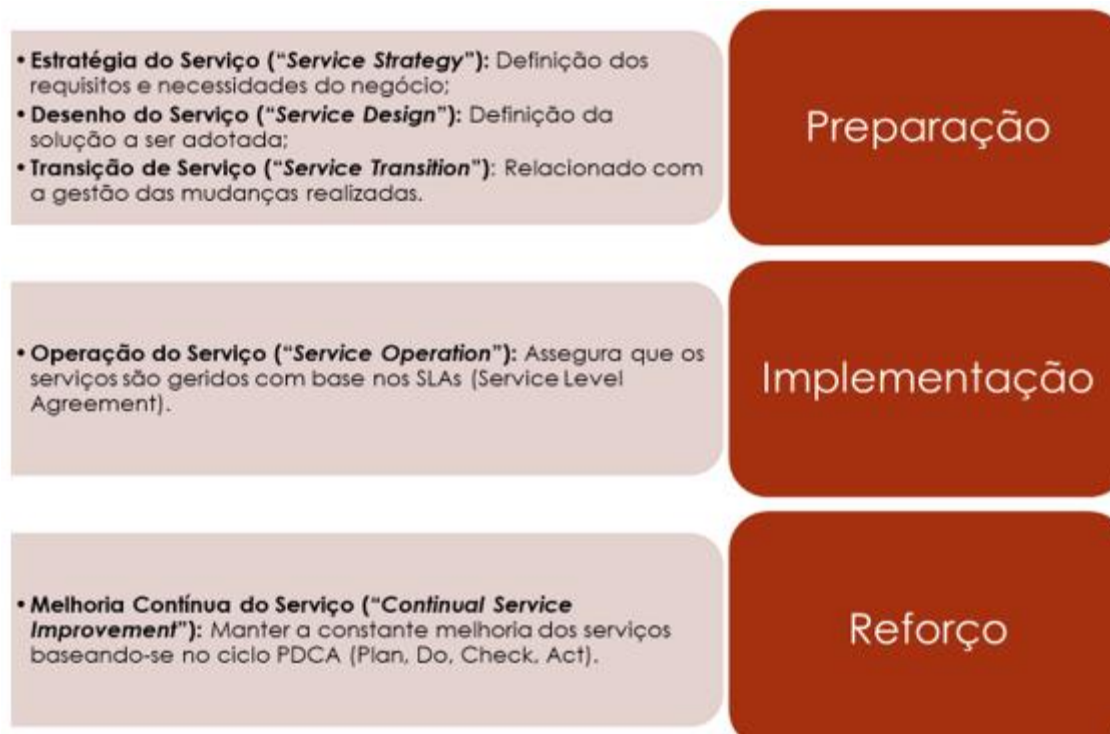 • Estratégia do Serviço (“Service Strategy”): Definição dos
requisitos e necessidades do negócio;
• Desenho do Serviço (“Service Design”): Definição da
solução a ser adotada;
• Transição de Serviço (“Service Transition”): Relacionado com
a gestão das mudanças realizadas.
Preparação
• Operação do Serviço (“Service Operation”): Assegura que os
serviços são geridos com base nos SLAs (Service Level
Agreement).
Implementação
• Melhoria Contínua do Serviço (“Continual Service
Improvement”): Manter a constante melhoria dos serviços
baseando-se no ciclo PDCA (Plan, Do, Check, Act).
Reforço